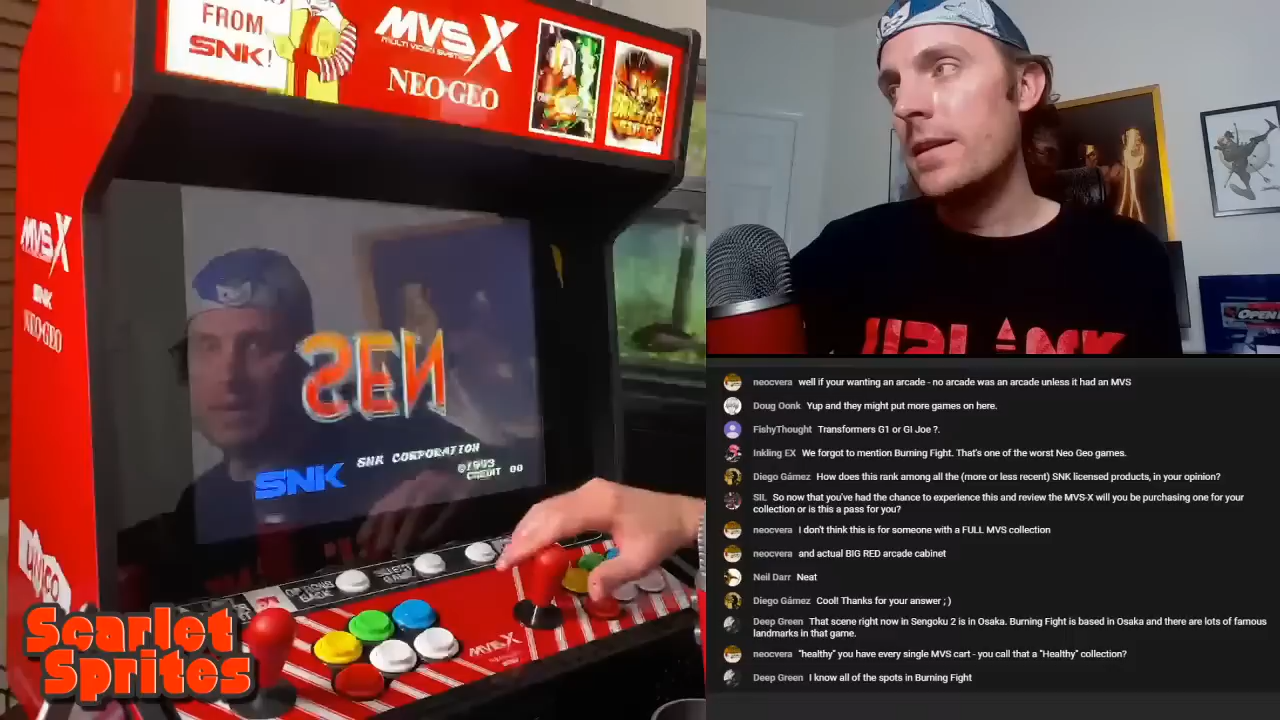 FROM
SNK!
MVSX
MULTI VIDEO SYSTEM
NEO·GEO
MVSX
SNK
NEO·GEO
SEN
SNK CORPORATION
©1993
CREDIT 00
SNK
OPTION/
BACK
SELECT
GAME
MVSX
Scarlet
Sprites
OPEN
neocvera well if your wanting an arcade - no arcade was an arcade unless it had an MVS
Doug Oonk Yup and they might put more games on here.
FishyThought Transformers G1 or GI Joe ?.
Inkling EX We forgot to mention Burning Fight. That's one of the worst Neo Geo games.
Diego Gámez How does this rank among all the (more or less recent) SNK licensed products, in your opinion?
SIL So now that you've had the chance to experience this and review the MVS-X will you be purchasing one for your
collection or is this a pass for you?
neocvera I don't think this is for someone with a FULL MVS collection
neocvera and actual BIG RED arcade cabinet
Neil Darr Neat
Diego Gámez Cool! Thanks for your answer ; )
Deep Green That scene right now in Sengoku 2 is in Osaka. Burning Fight is based in Osaka and there are lots of famous
landmarks in that game.
neocvera "healthy" you have every single MVS cart - you call that a "Healthy" collection?
Deep Green I know all of the spots in Burning Fight